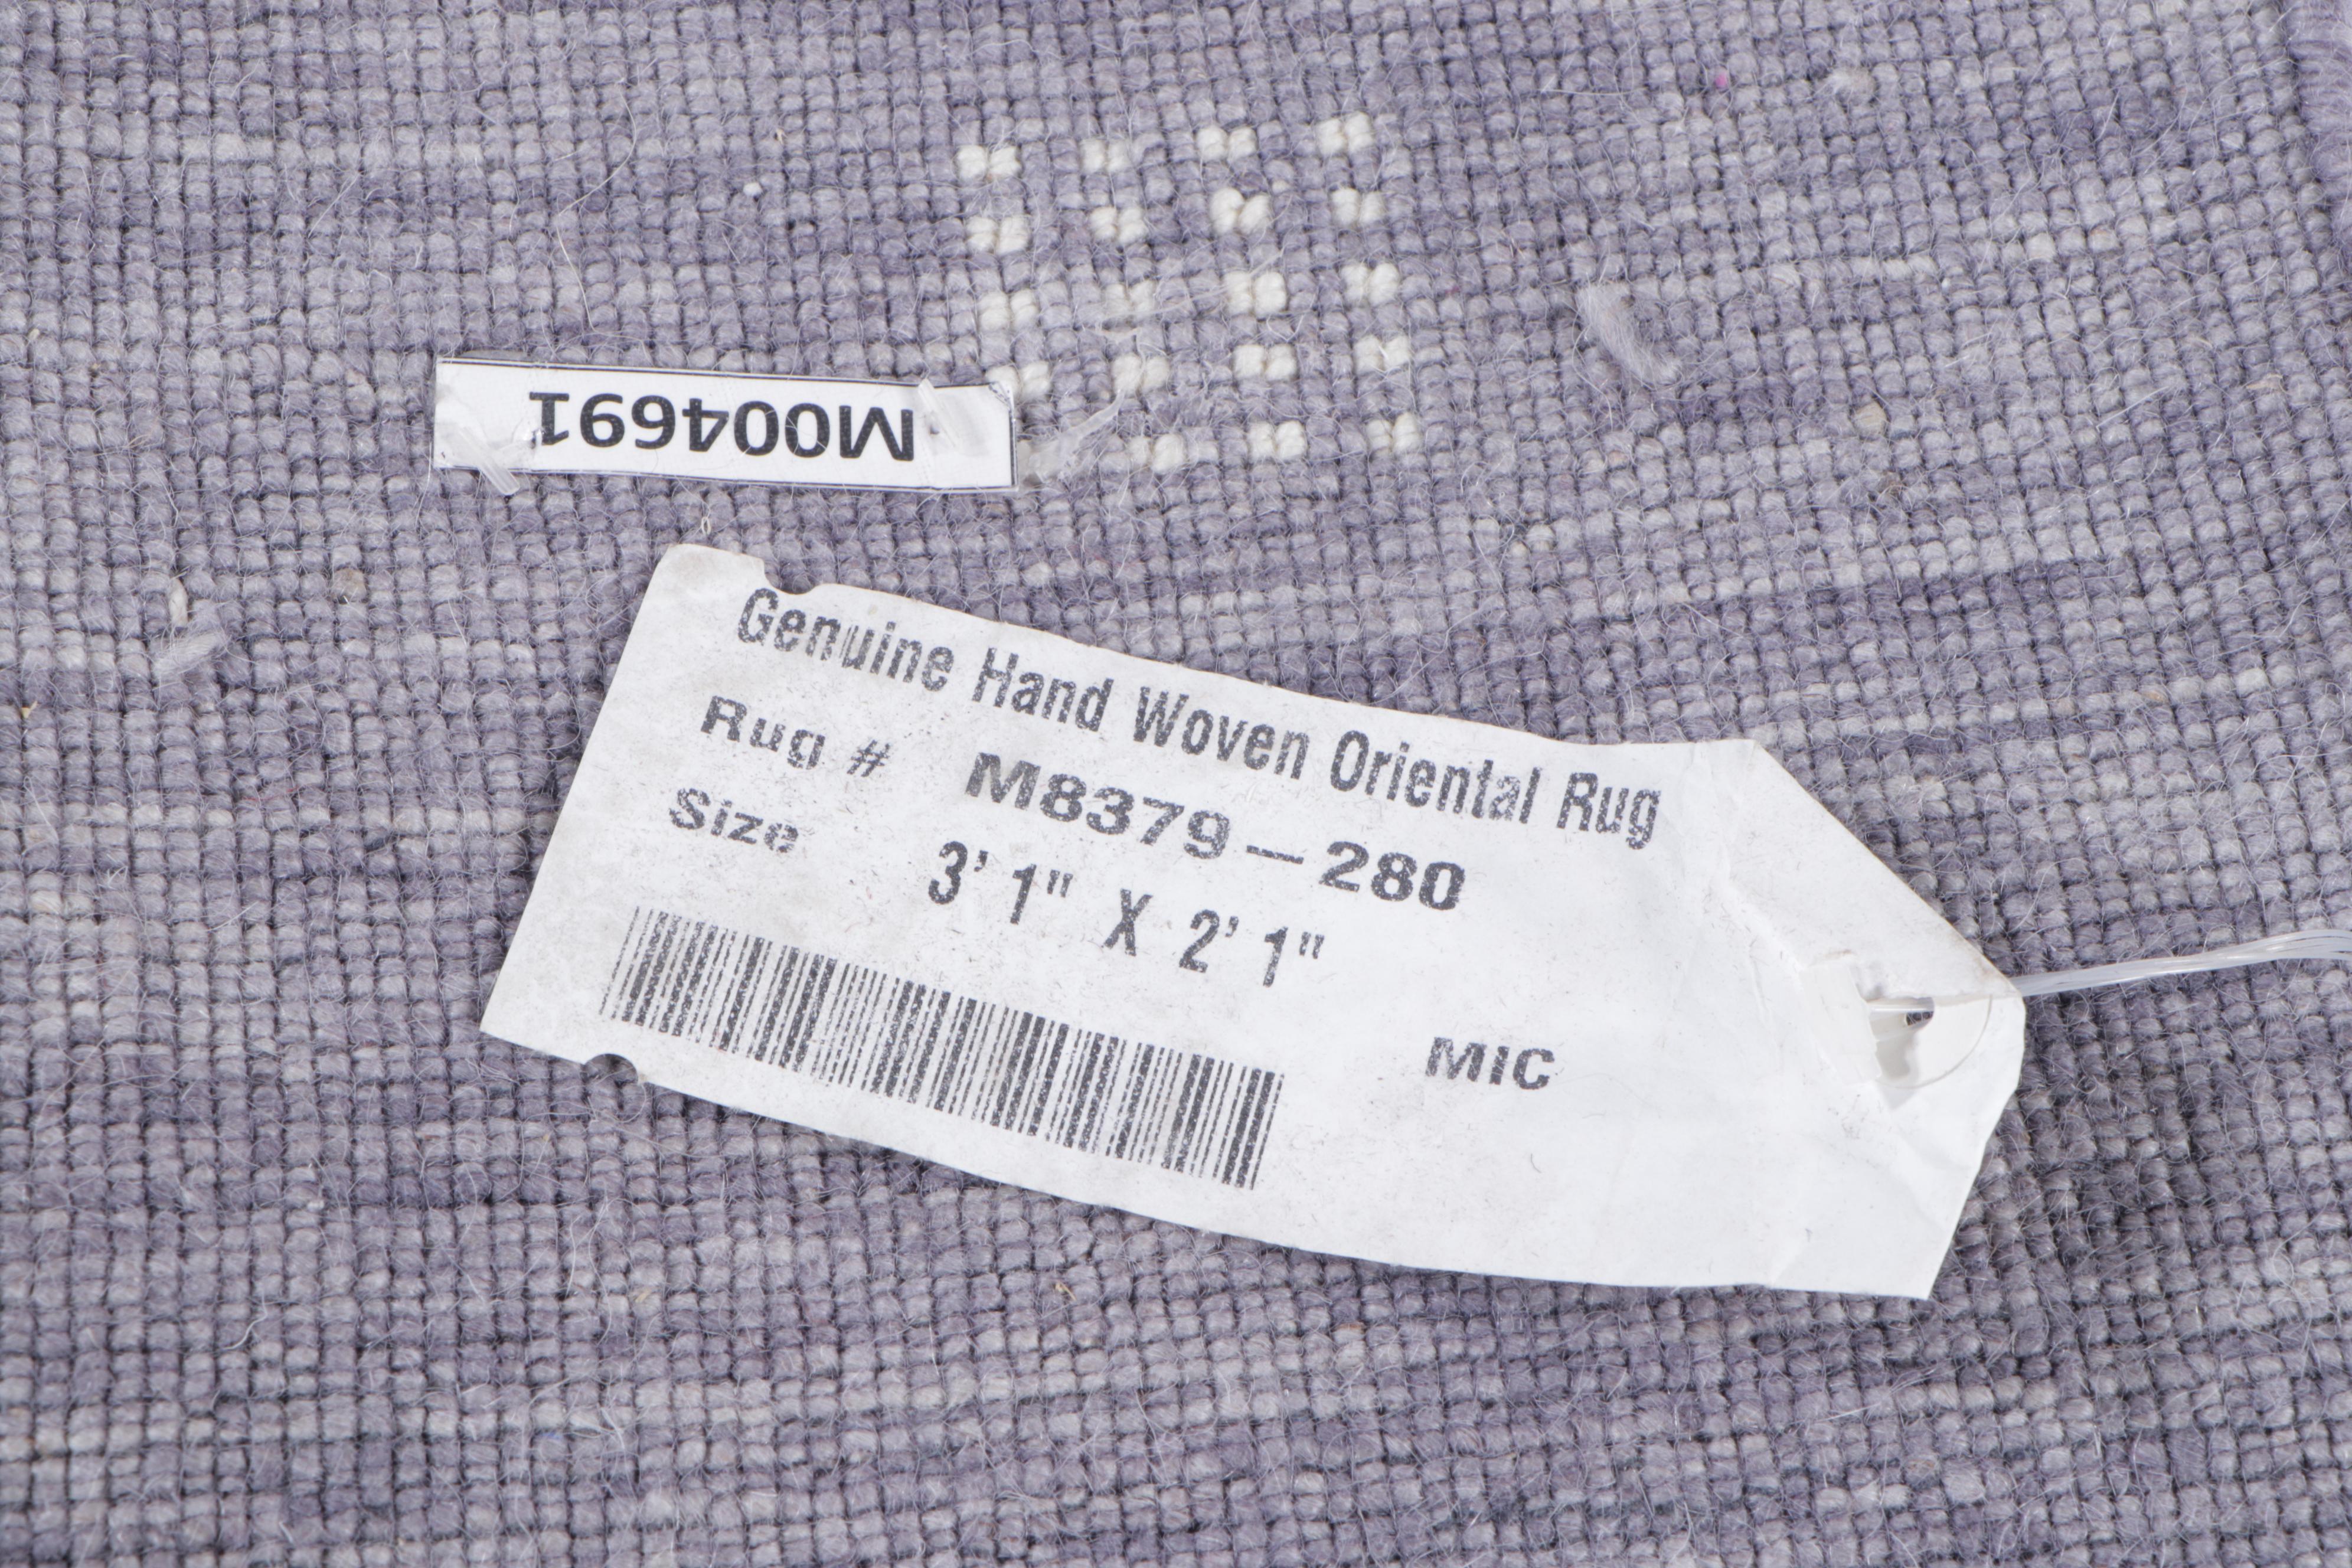 M004691
Genuine Hand Woven Oriental Rug
Rug # M8379-280
Size 3' 1" X 2' 1"
MIC